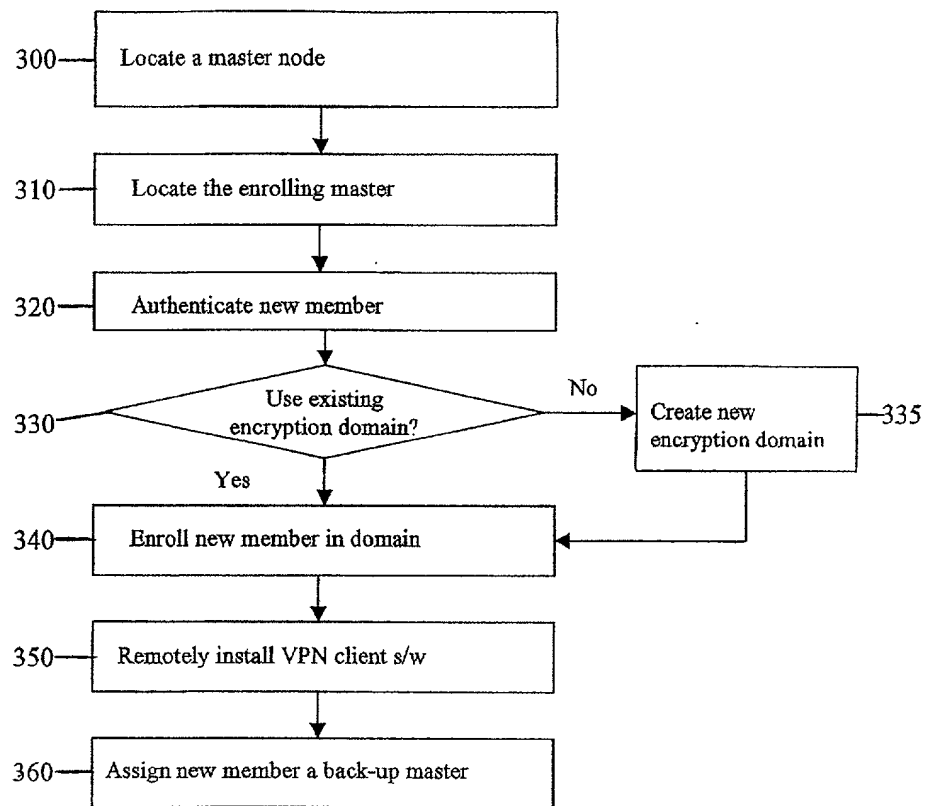 300
Locate a master node
310
Locate the enrolling master
320
Authenticate new member
330
Use existing
encryption domain?
No
Create new
encryption domain
335
Yes
340
Enroll new member in domain
350
Remotely install VPN client s/w
360
Assign new member a back-up master